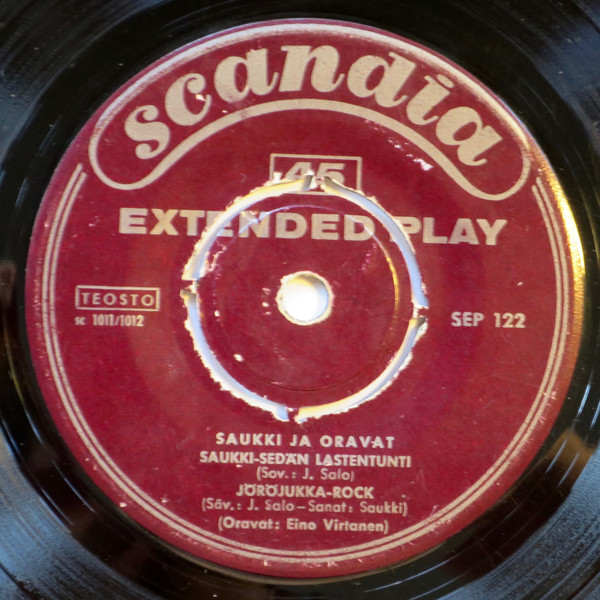 scandia
45
EXTENDED PLAY
TEOSTO
sc 1011/1012
SEP 122
SAUKKI JA ORAVAT
SAUKKI-SEDÄN LASTENTUNTI
(Sov.: J. Salo)
JÖRÖJUKKA-ROCK
(Säv.: J. Salo – Sanat: Saukki)
(Oravat: Eino Virtanen)